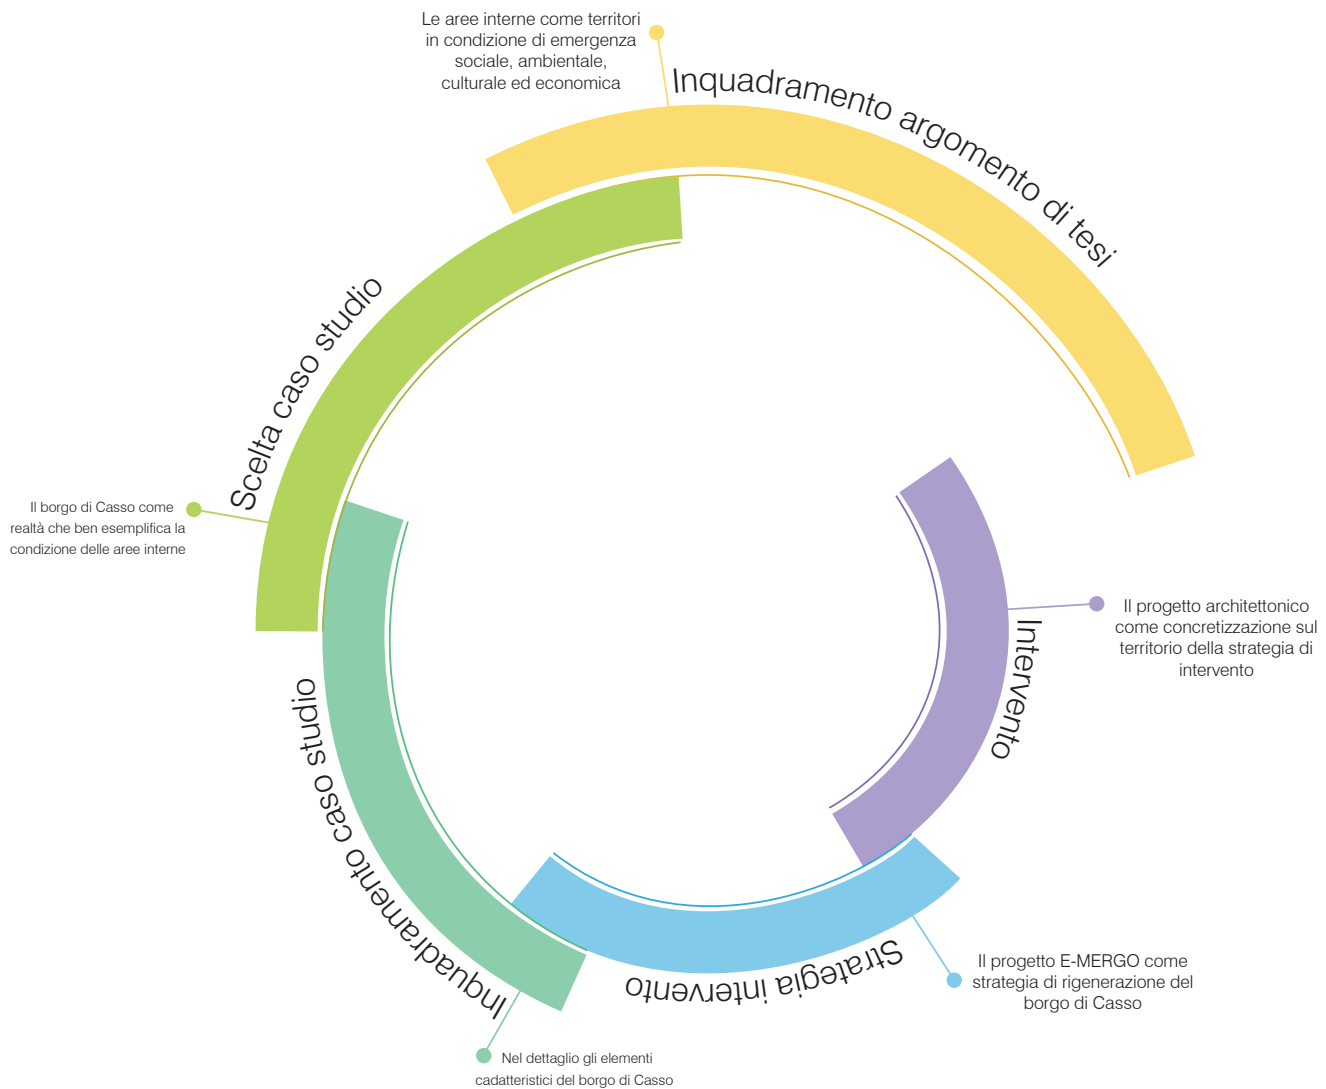 Le aree interne come territori
in condizione di emergenza
sociale, ambientale,
culturale ed economica
Inquadramento argomento di tesi
Scelta caso studio
Il borgo di Casso come
realtà che ben esemplifica la
condizione delle aree interne
Inquadramento caso studio
Nel dettaglio gli elementi
cadatteristici del borgo di Casso
Strategia intervento
Il progetto E-MERGO come
strategia di rigenerazione del
borgo di Casso
Intervento
Il progetto architettonico
come concretizzazione sul
territorio della strategia di
intervento